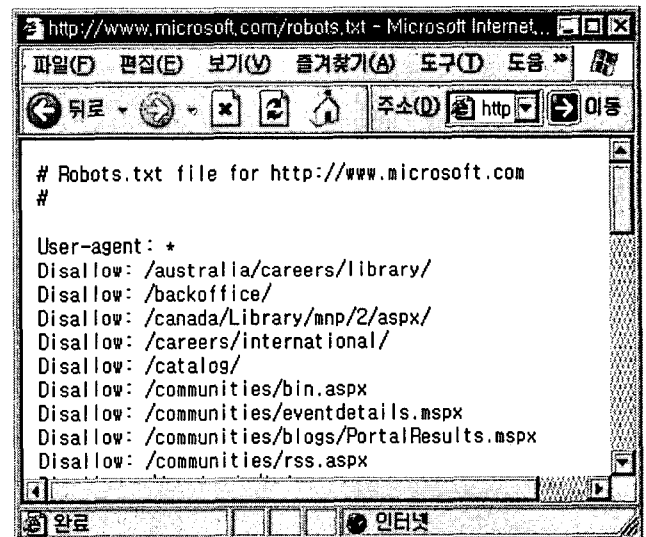 http://www.microsoft.com/robots.txt - Microsoft Internet...
파일(F) 편집(E) 보기(V) 즐겨찾기(A) 도구(T) 도움 »
뒤로 주소(D) http 이동
# Robots.txt file for http://www.microsoft.com
#
User-agent: *
Disallow: /australia/careers/library/
Disallow: /backoffice/
Disallow: /canada/Library/mnp/2/aspx/
Disallow: /careers/international/
Disallow: /catalog/
Disallow: /communities/bin.aspx
Disallow: /communities/eventdetails.mspx
Disallow: /communities/blogs/PortalResults.mspx
Disallow: /communities/rss.aspx
완료 인터넷